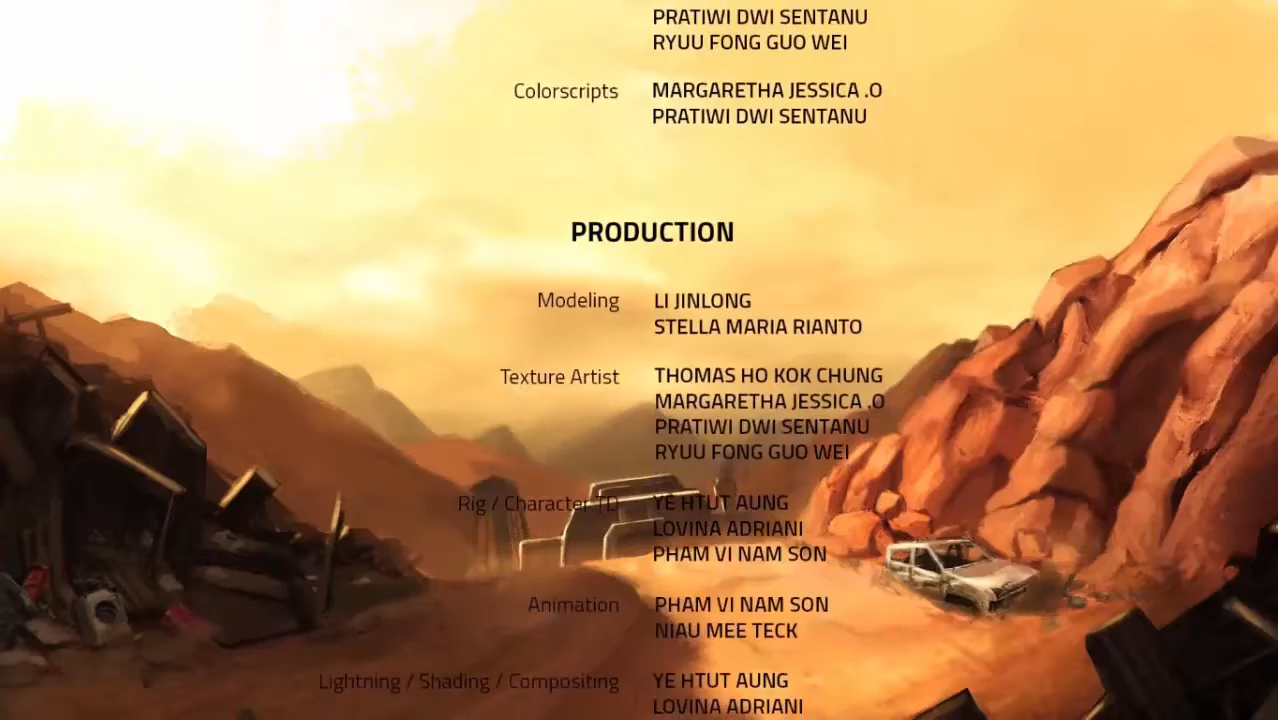 PRATIWI DWI SENTANU
RYUU FONG GUO WEI
Colorscripts MARGARETHA JESSICA .O
PRATIWI DWI SENTANU
PRODUCTION
Modeling LI JINLONG
STELLA MARIA RIANTO
Texture Artist THOMAS HO KOK CHUNG
MARGARETHA JESSICA .O
PRATIWI DWI SENTANU
RYUU FONG GUO WEI
Rig / Character TD YE HTUT AUNG
LOVINA ADRIANI
PHAM VI NAM SON
Animation PHAM VI NAM SON
NIAU MEE TECK
Lightning / Shading / Compositing YE HTUT AUNG
LOVINA ADRIANI